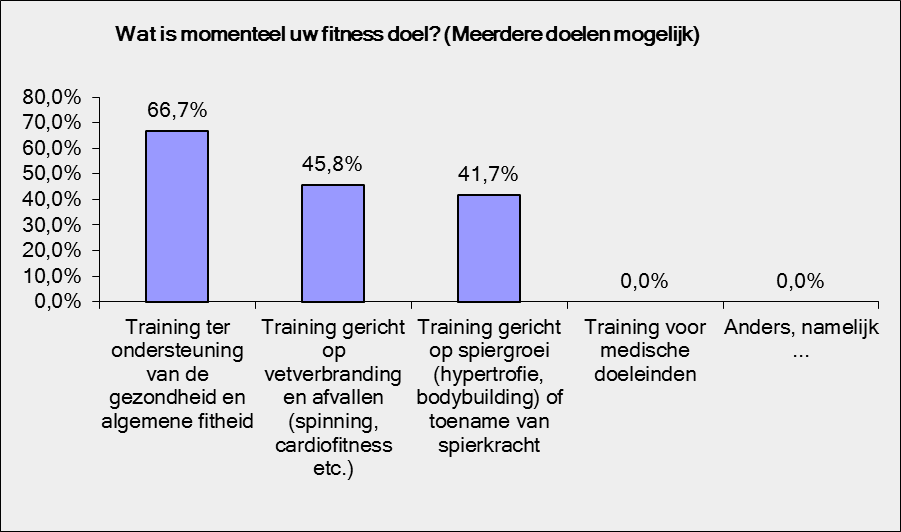 Wat is momenteel uw fitness doel? (Meerdere doelen mogelijk)
80,0%
70,0%
60,0%
50,0%
40,0%
30,0%
20,0%
10,0%
0,0%
66,7%
45,8%
41,7%
0,0%
0,0%
Training ter
ondersteuning
van de
gezondheid en
algemene fitheid
Training gericht
op
vetverbranding
en afvallen
(spinning,
cardiofitness
etc.)
Training gericht
op spiergroei
(hypertrofie,
bodybuilding) of
toename van
spierkracht
Training voor
medische
doeleinden
Anders, namelijk
...